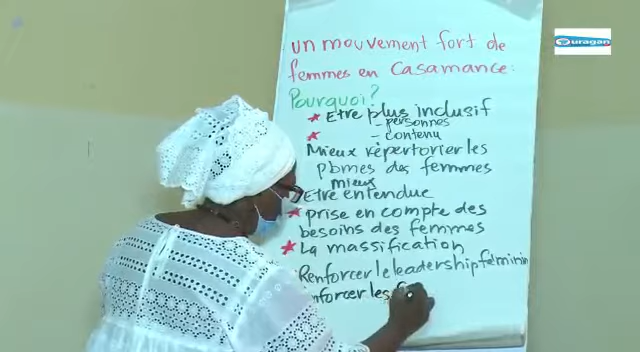 Ouragan
un mouvement fort de
femmes en Casamance:
Pourquoi?
* Etre plus inclusif
- personnes
* - contenu
Mieux répertorier les
pbmes des femmes
mieux
Etre entendue
* prise en compte des
besoins des femmes
* La massification
Renforcer le leadership féminin
nforcer les